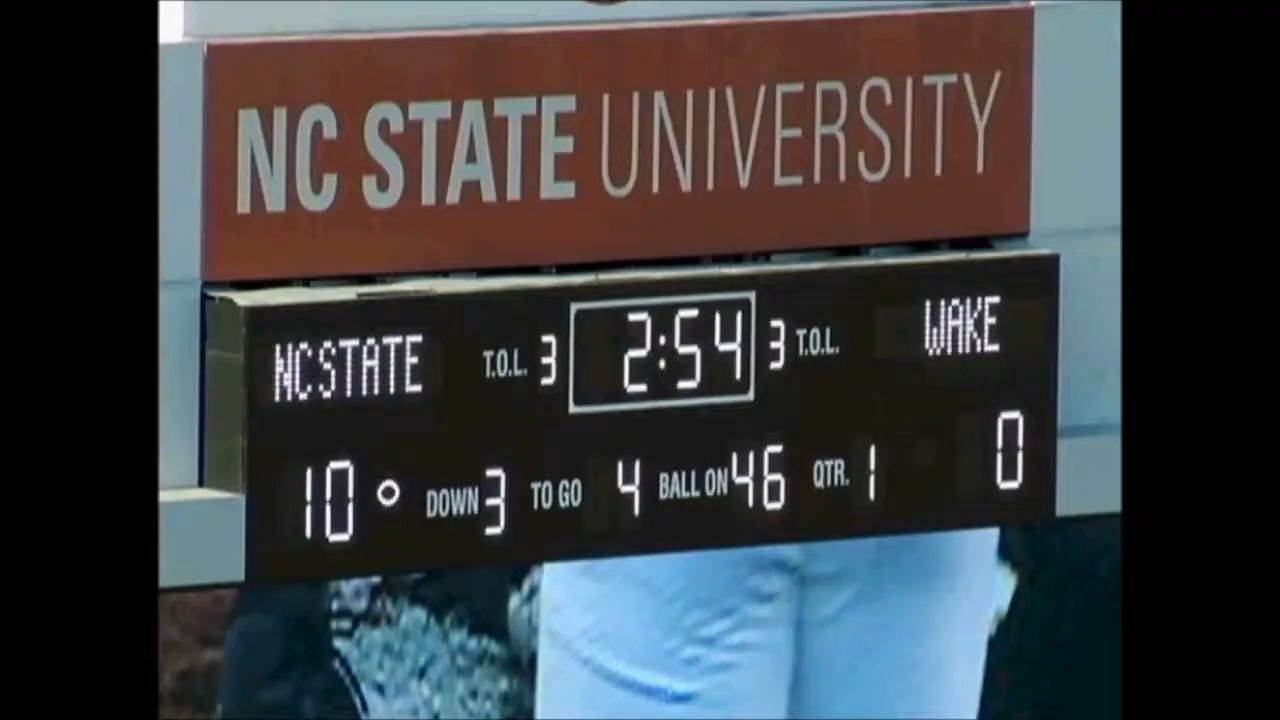 NC STATE UNIVERSITY
NCSTATE T.O.L. 3 2:54 3 T.O.L. WAKE
10 DOWN 3 TO GO 4 BALL ON 46 QTR. 1 0